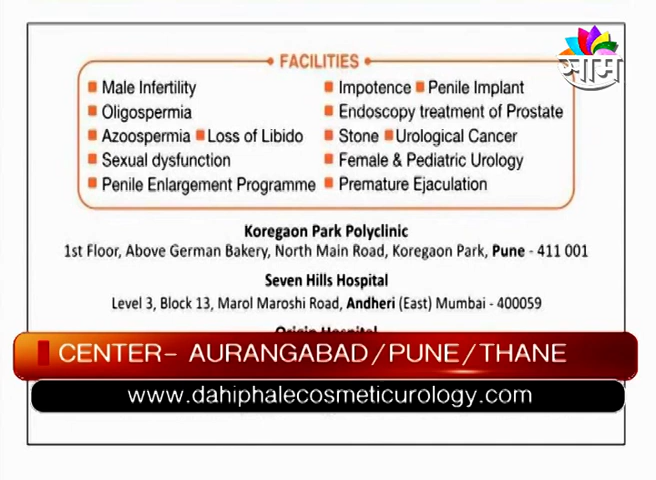 साम
FACILITIES
Male Infertility
Oligospermia
Azoospermia Loss of Libido
Sexual dysfunction
Penile Enlargement Programme
Impotence Penile Implant
Endoscopy treatment of Prostate
Stone Urological Cancer
Female & Pediatric Urology
Premature Ejaculation
Koregaon Park Polyclinic
1st Floor, Above German Bakery, North Main Road, Koregaon Park, Pune - 411 001
Seven Hills Hospital
Level 3, Block 13, Marol Maroshi Road, Andheri (East) Mumbai - 400059
Origin Hospital
CENTER- AURANGABAD/PUNE/THANE
www.dahiphalecosmeticurology.com